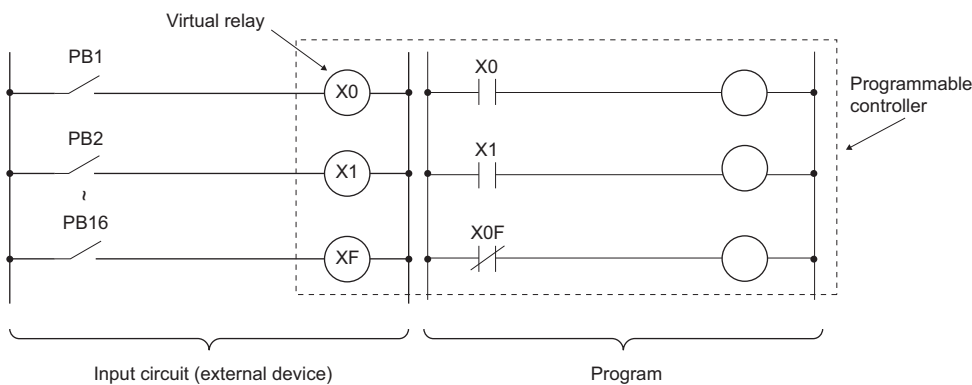 Virtual relay
PB1
X0
X0
Programmable
controller
PB2
X1
X1
~
PB16
XF
X0F
Input circuit (external device)
Program